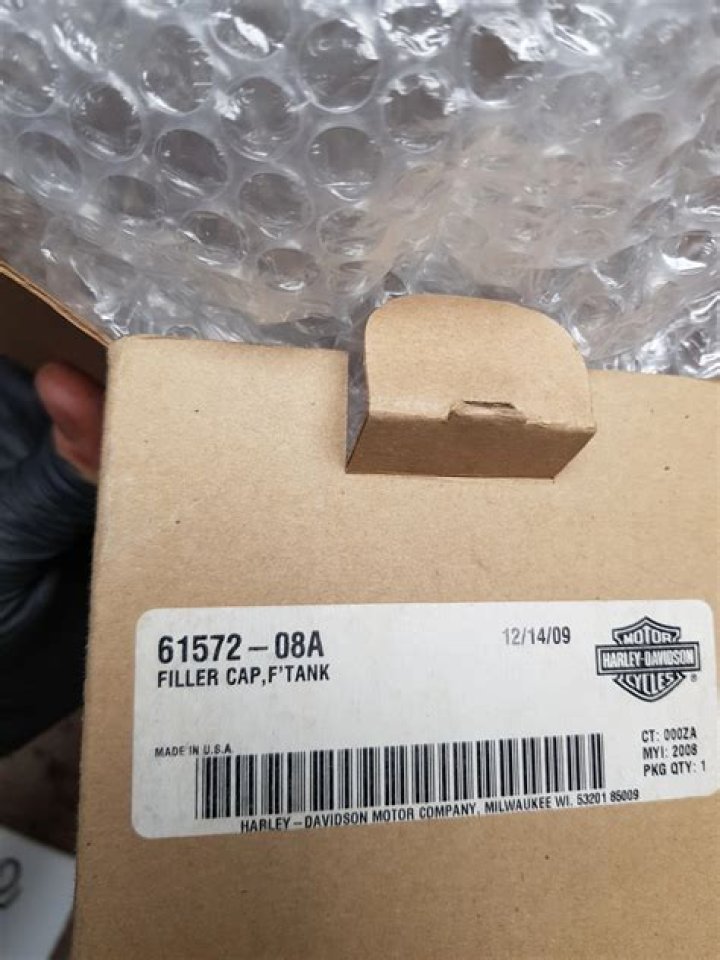 61572-08A
12/14/09
FILLER CAP,F'TANK
MOTOR
HARLEY-DAVIDSON
CYCLES
®
CT: 000ZA
MYI: 2008
PKG QTY: 1
MADE IN U.S.A.
HARLEY-DAVIDSON MOTOR COMPANY, MILWAUKEE WI. 53201 85009